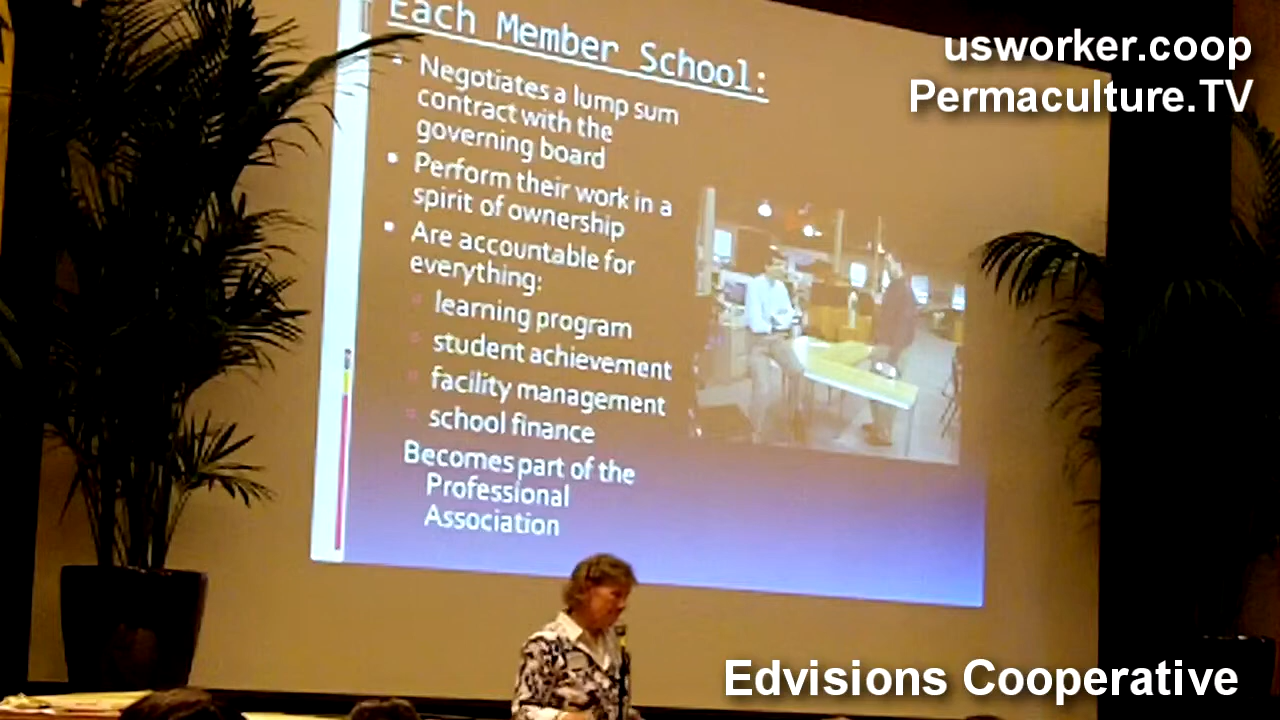 Each Member School:
usworker.coop
Permaculture.TV
• Negotiates a lump sum
contract with the
governing board
• Perform their work in a
spirit of ownership
• Are accountable for
everything:
learning program
student achievement
facility management
school finance
Becomes part of the
Professional
Association
Edvisions Cooperative